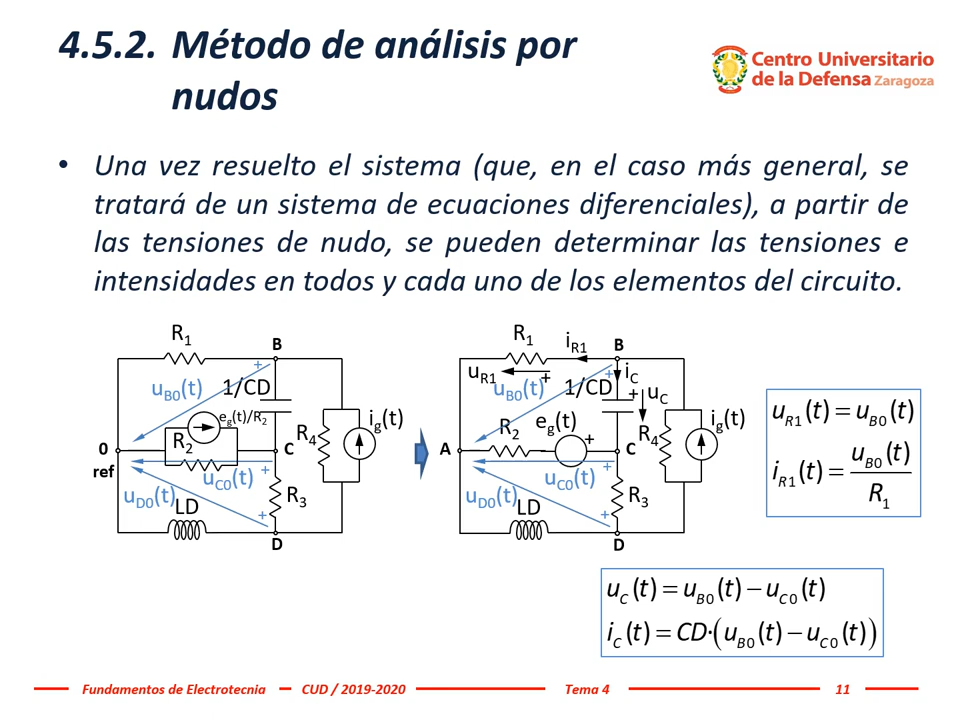 4.5.2. Método de análisis por
nudos
Centro Universitario
de la Defensa Zaragoza
• Una vez resuelto el sistema (que, en el caso más general, se
tratará de un sistema de ecuaciones diferenciales), a partir de
las tensiones de nudo, se pueden determinar las tensiones e
intensidades en todos y cada uno de los elementos del circuito.
R1
B
+
uB0(t)
1/CD
eg(t)/R2
R2
R4
ig(t)
0
ref
C
+
uC0(t)
uD0(t)
R3
LD
+
D
R1
iR1
B
uR1
+
+
iC
uB0(t)
1/CD
+
uC
eg(t)
R2
+
R4
ig(t)
A
C
+
uC0(t)
uD0(t)
R3
LD
+
D
uR1(t) = uB0(t)
iR1(t) = uB0(t) / R1
uC(t) = uB0(t) − uC0(t)
iC(t) = CD·(uB0(t) − uC0(t))
Fundamentos de Electrotecnia CUD / 2019-2020 Tema 4 11